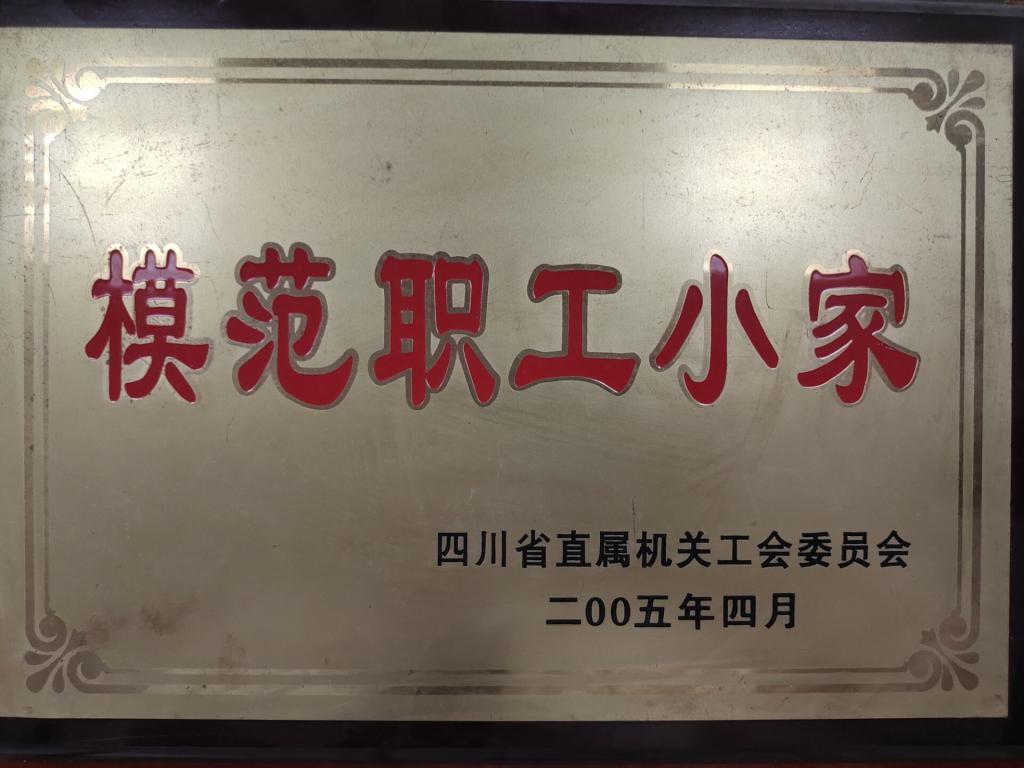 模范职工小家
四川省直属机关工会委员会
二00五年四月